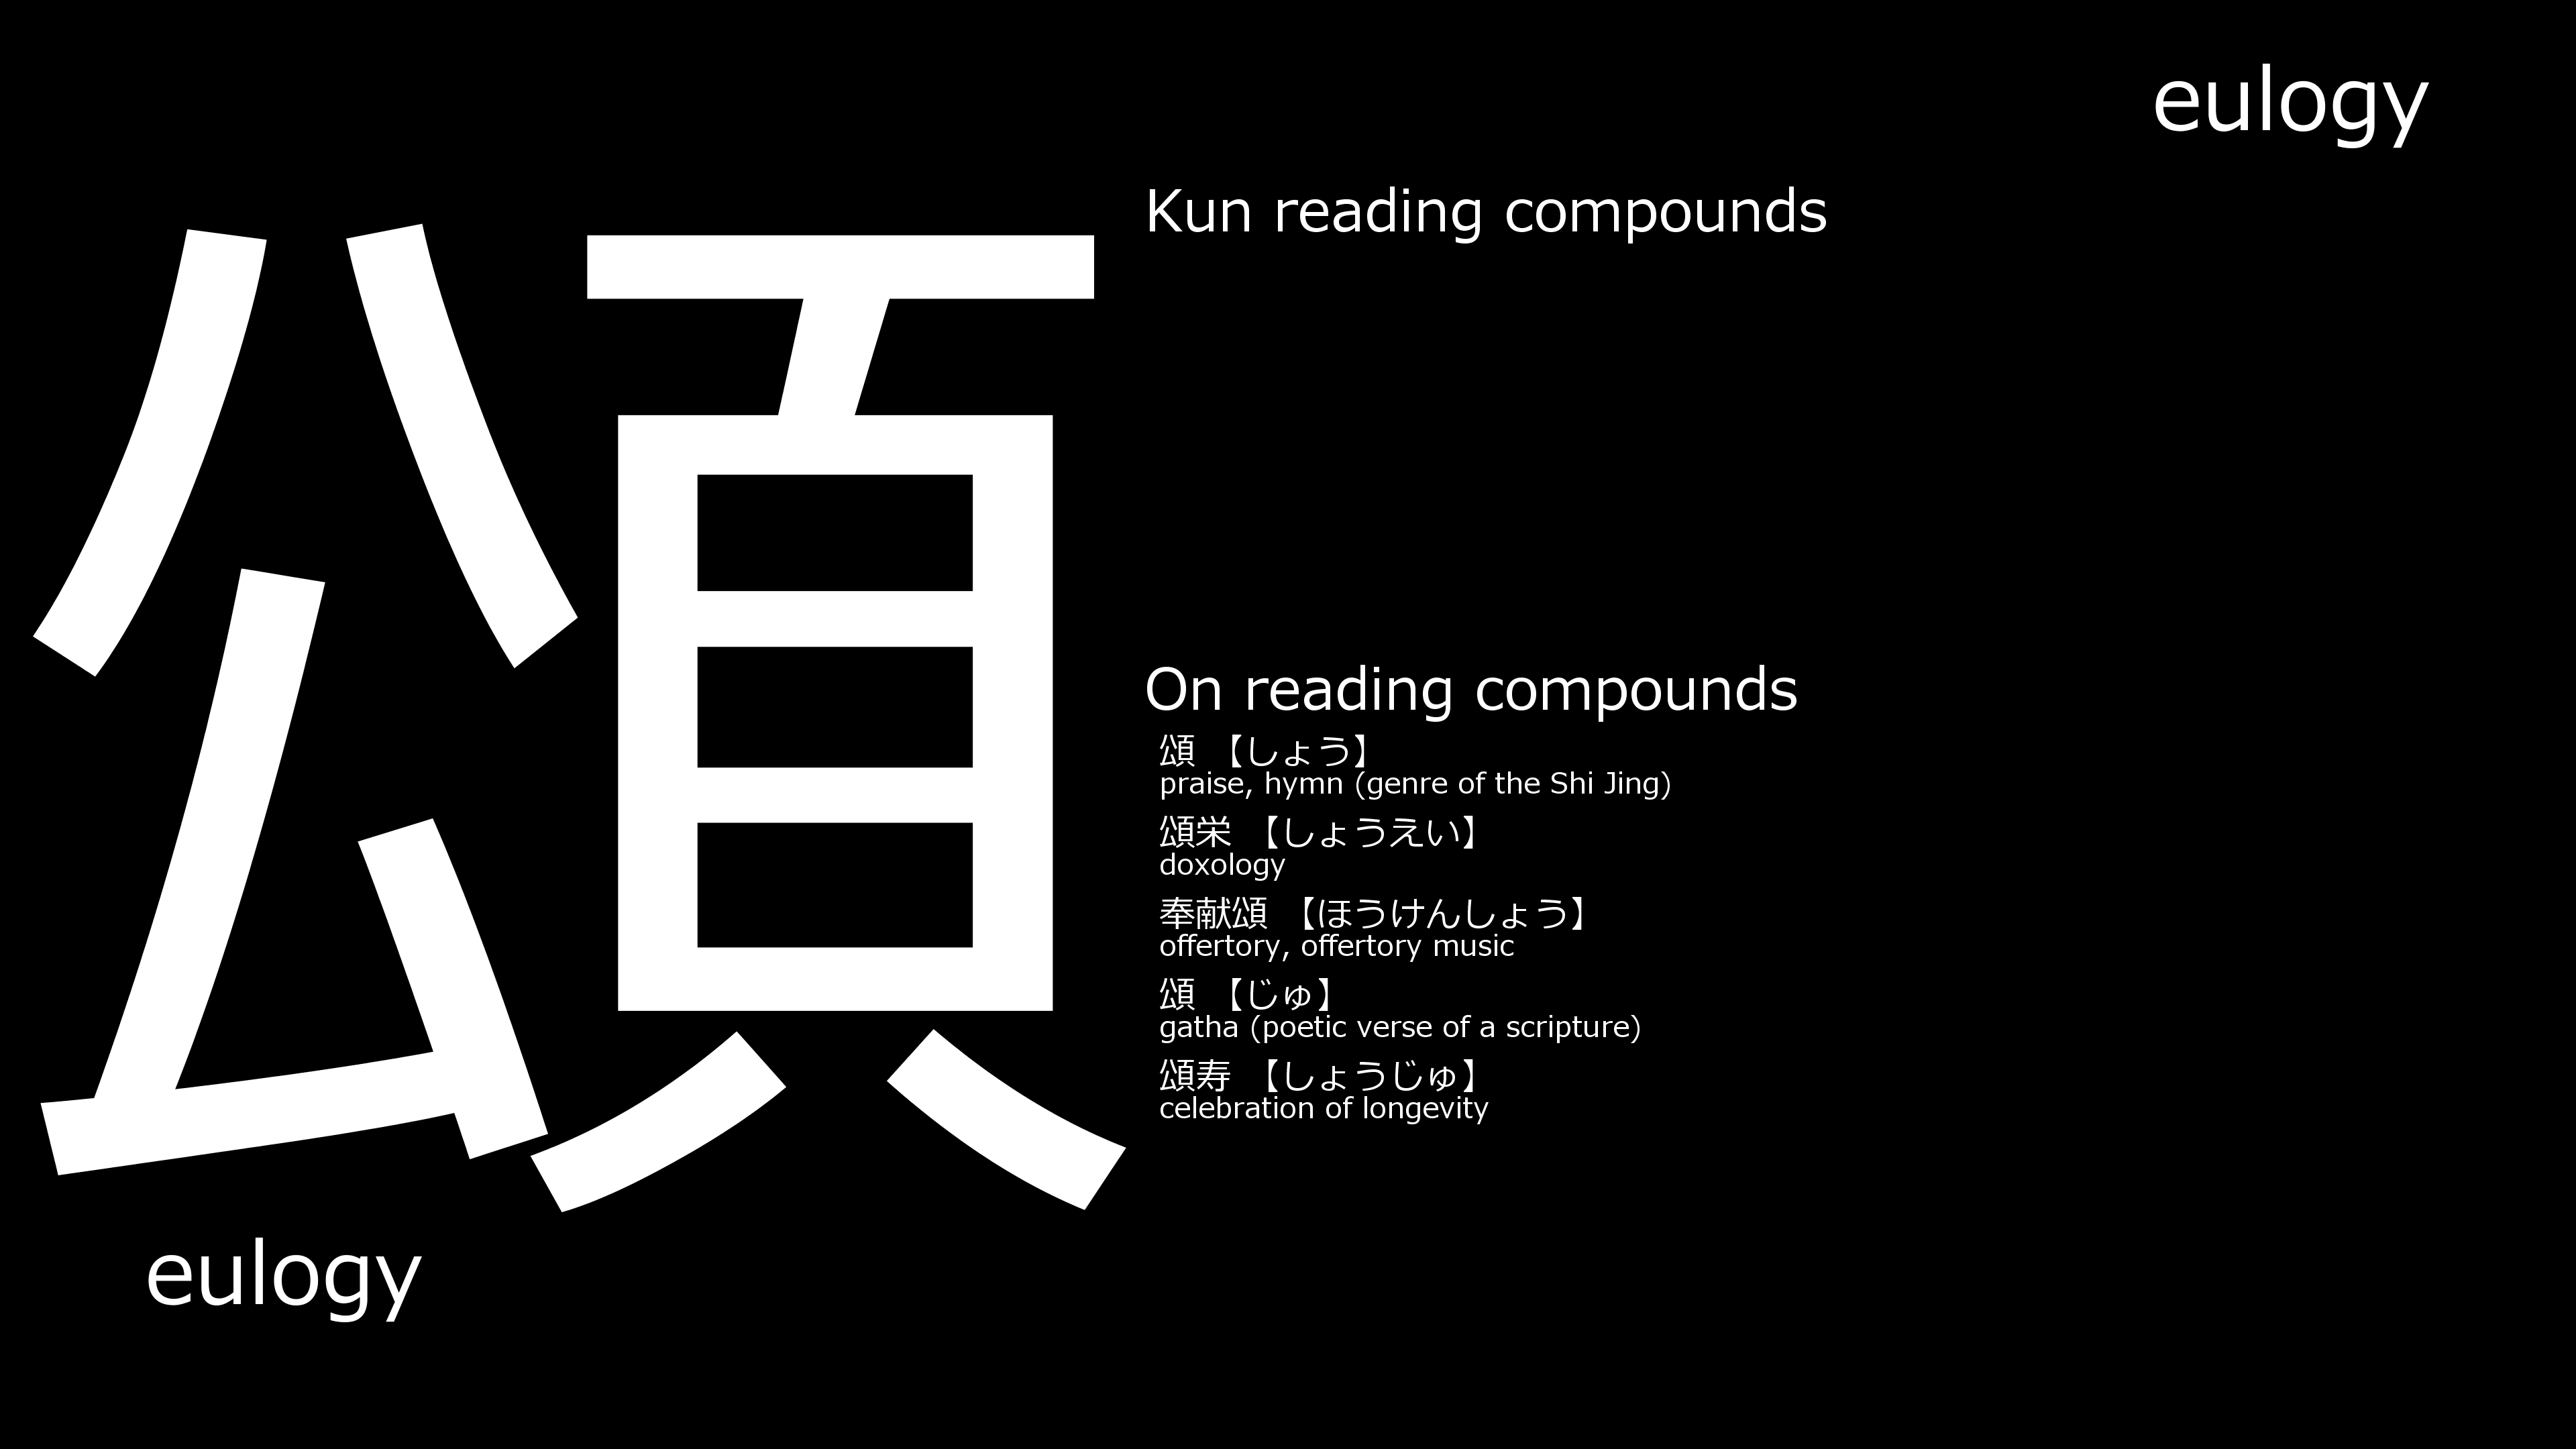 eulogy
頌
eulogy
Kun reading compounds
On reading compounds
頌 【しょう】
praise, hymn (genre of the Shi Jing)
頌栄 【しょうえい】
doxology
奉献頌 【ほうけんしょう】
offertory, offertory music
頌 【じゅ】
gatha (poetic verse of a scripture)
頌寿 【しょうじゅ】
celebration of longevity